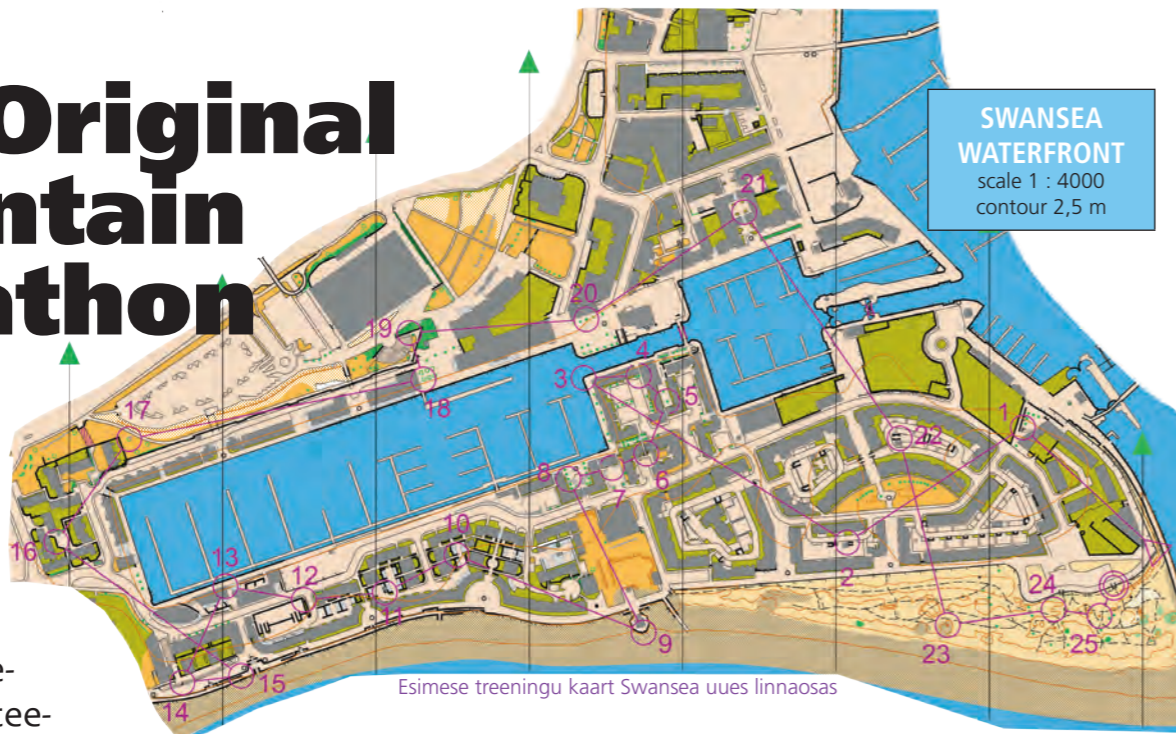 Original
ntain
athon
SWANSEA
WATERFRONT
scale 1 : 4000
contour 2,5 m
21
20
19
4
3
18
5
17
1
22
8
6
7
16
10
13
2
12
11
24
9
25
23
15
14
e-
tee-
Esimese treeningu kaart Swansea uues linnaosas